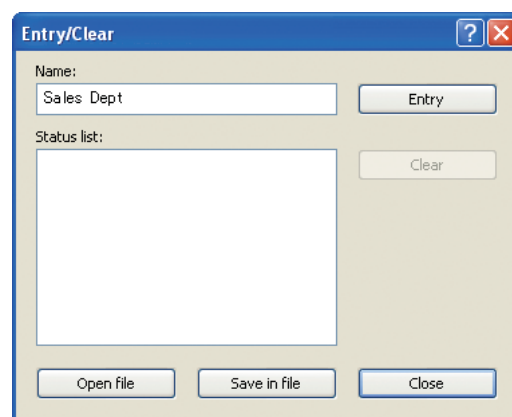 Entry/Clear
?
Name:
Sales Dept
Entry
Status list:
Clear
Open file
Save in file
Close